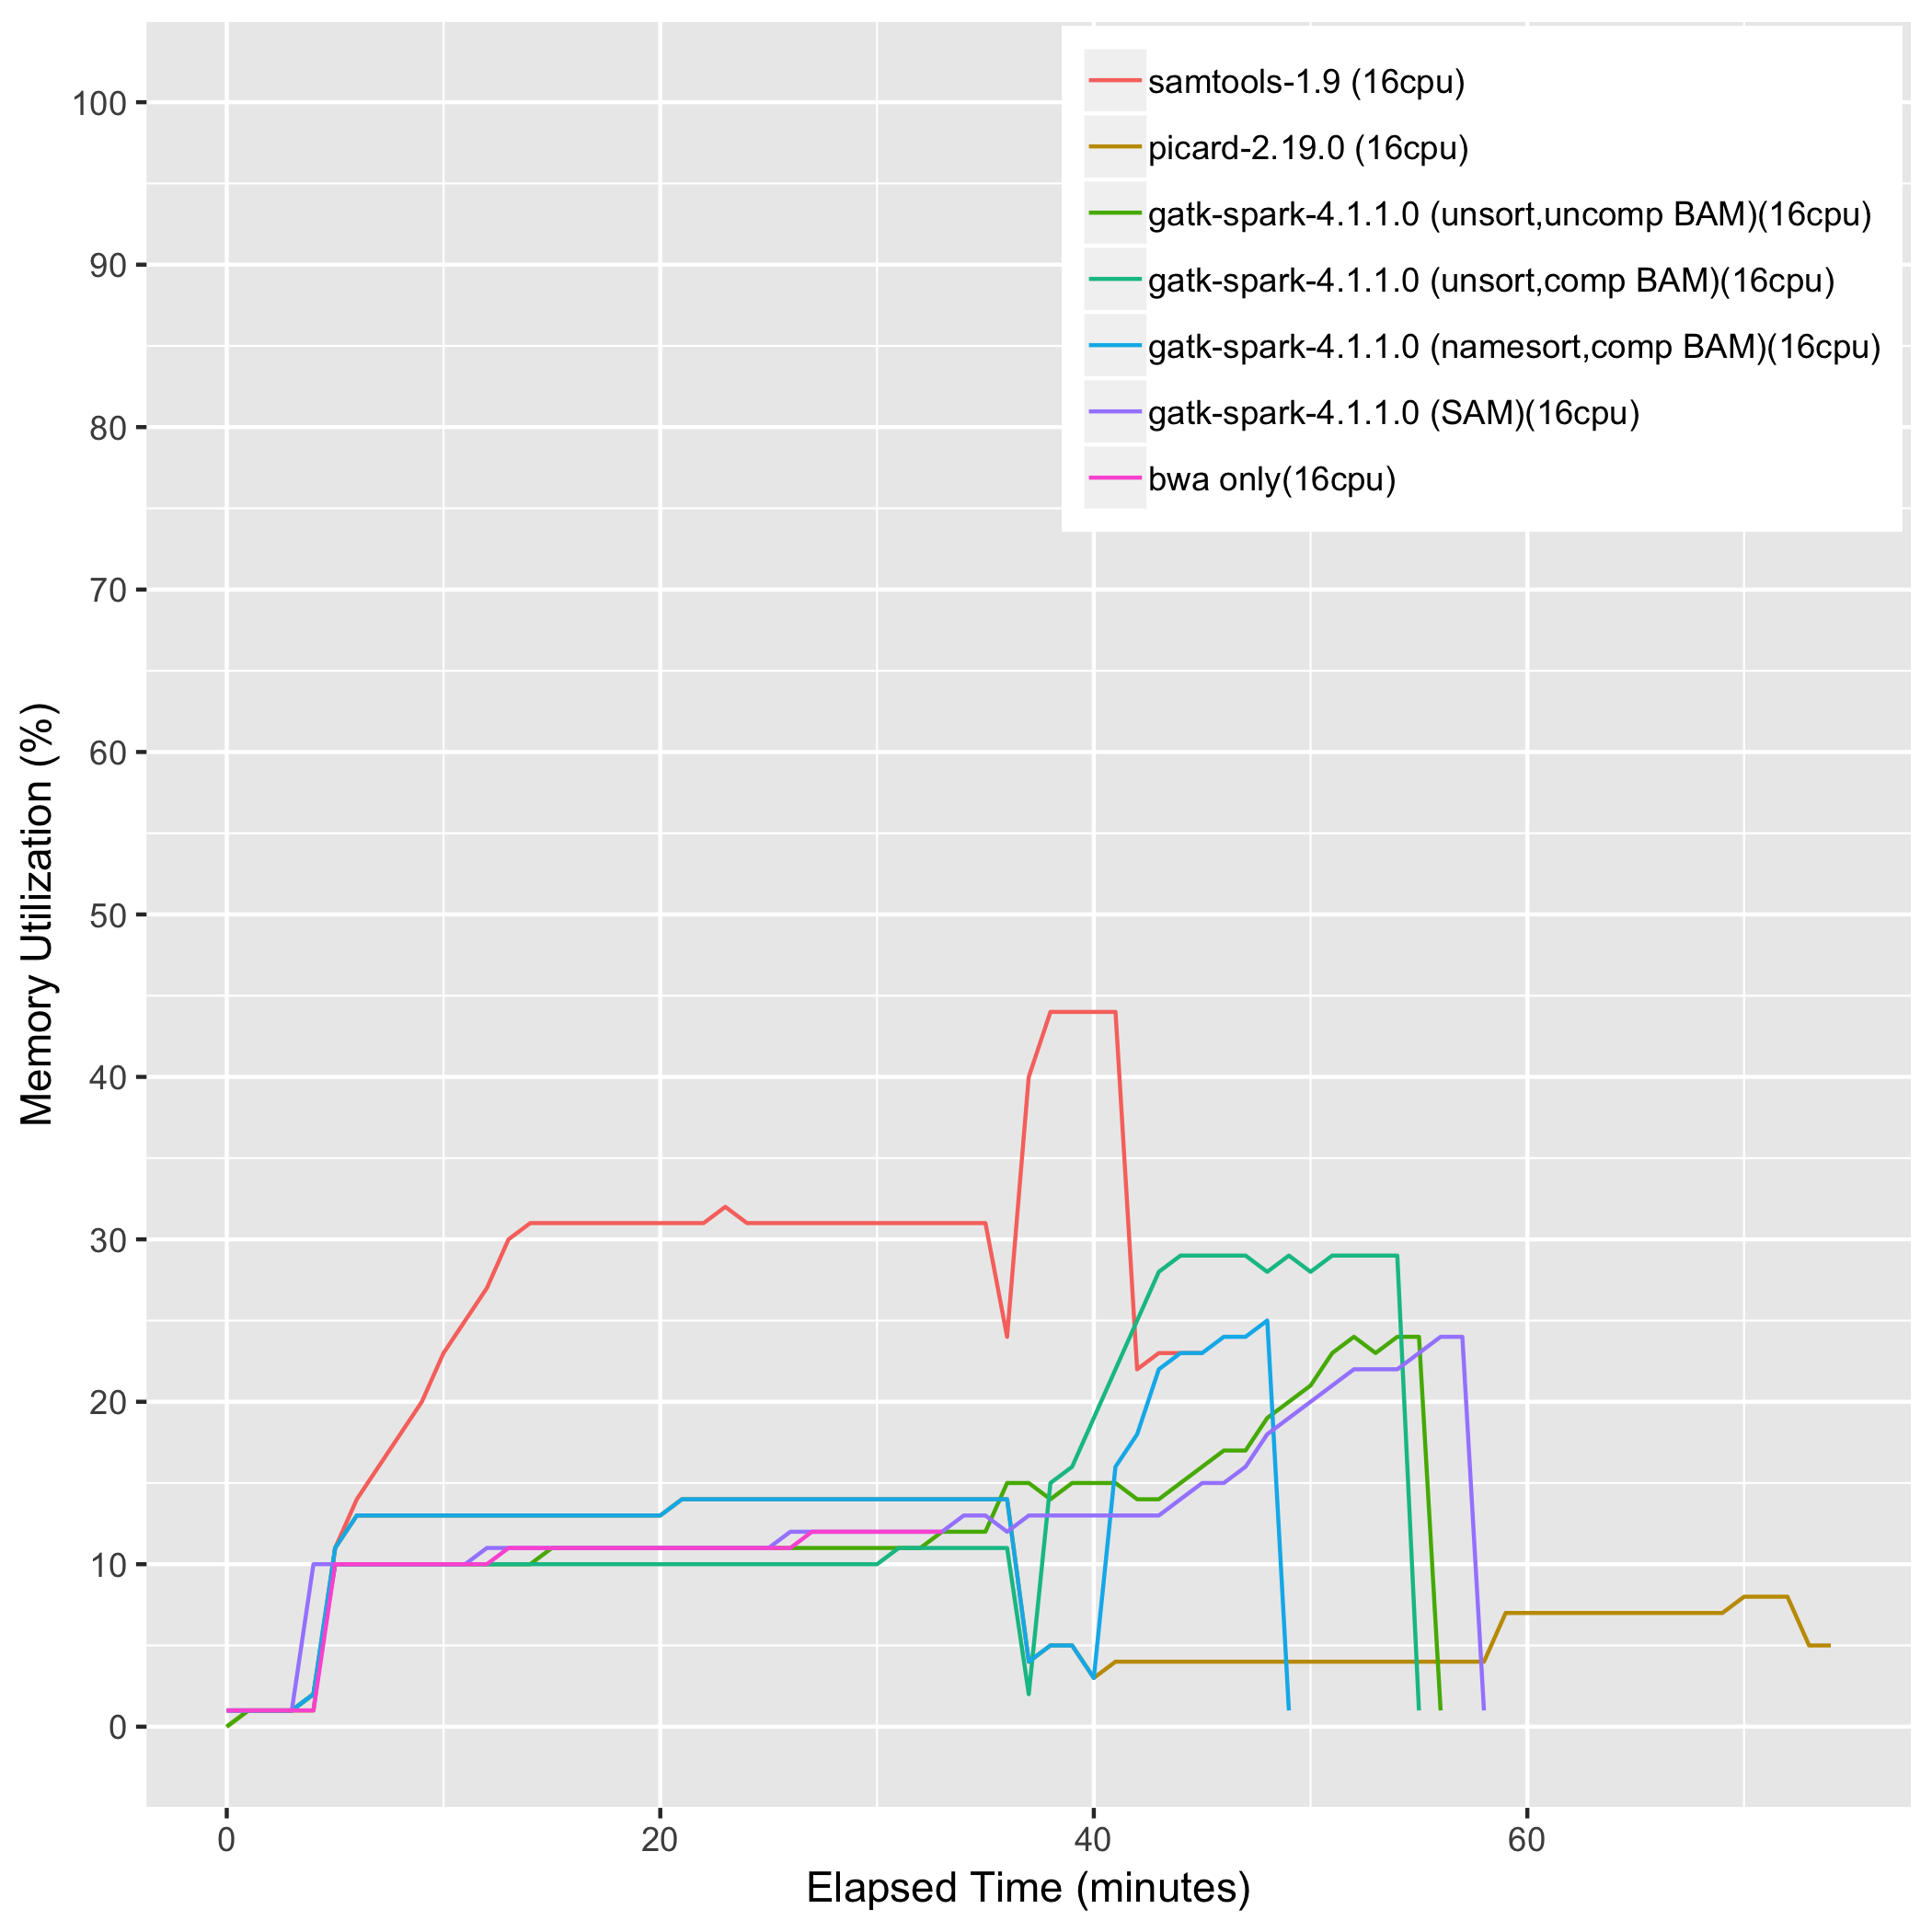 samtools-1.9 (16cpu)
picard-2.19.0 (16cpu)
gatk-spark-4.1.1.0 (unsort,uncomp BAM)(16cpu)
gatk-spark-4.1.1.0 (unsort,comp BAM)(16cpu)
gatk-spark-4.1.1.0 (namesort,comp BAM)(16cpu)
gatk-spark-4.1.1.0 (SAM)(16cpu)
bwa only(16cpu)
Memory Utilization (%)
100
90
80
70
60
50
40
30
20
10
0
0 20 40 60
Elapsed Time (minutes)